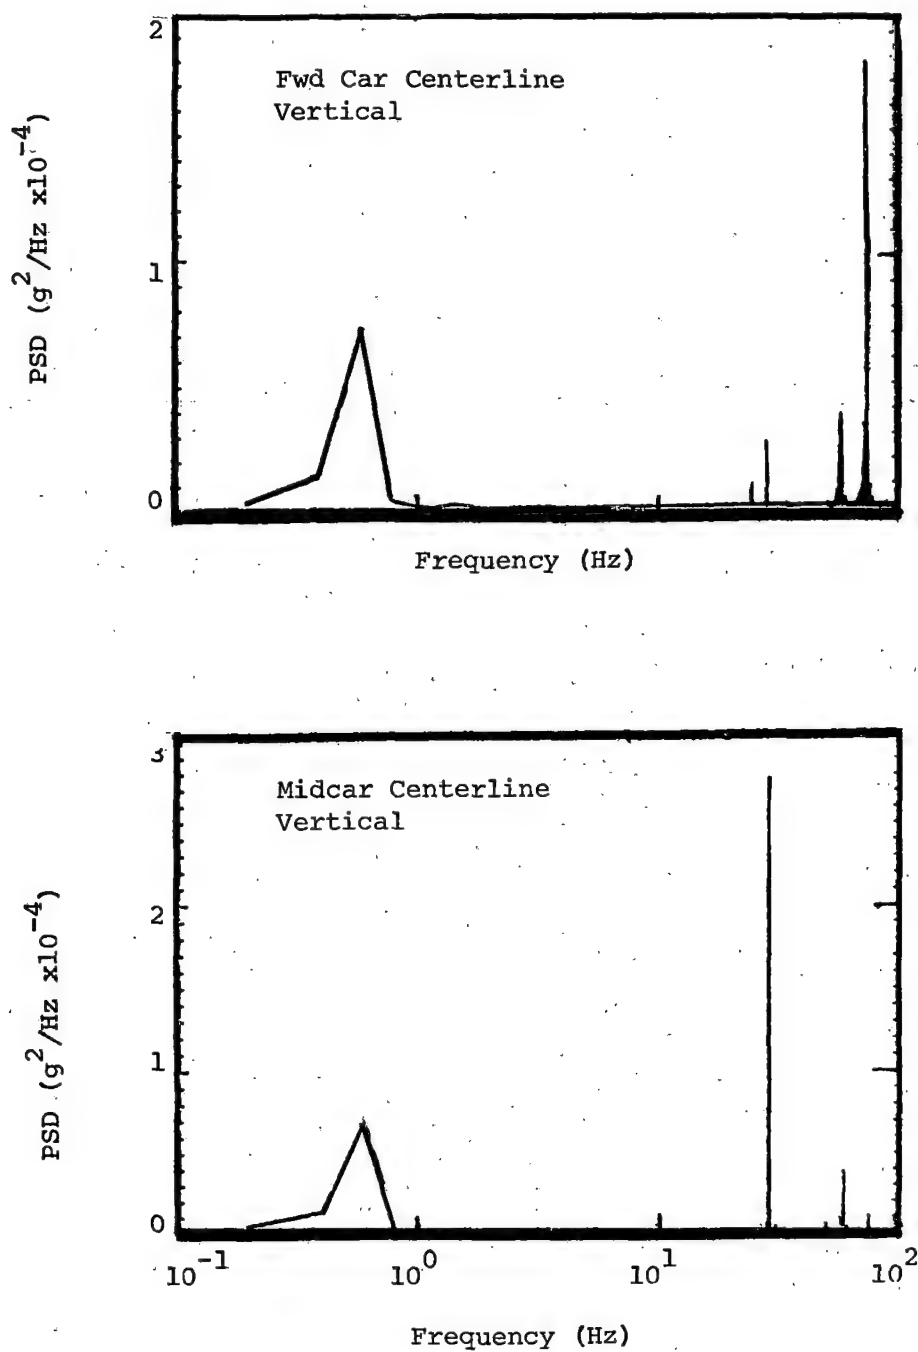 2
Fwd Car Centerline
Vertical
PSD (g²/Hz x10⁻⁴)
1
0
Frequency (Hz)
3
Midcar Centerline
Vertical
PSD (g²/Hz x10⁻⁴)
2
1
0
10⁻¹ 10⁰ 10¹ 10²
Frequency (Hz)